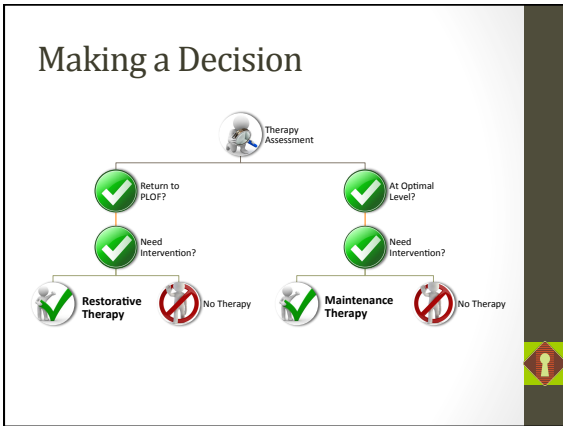 Making a Decision
Therapy
Assessment
Return to
PLOF?
At Optimal
Level?
Need
Intervention?
Need
Intervention?
Restorative
Therapy
No Therapy
Maintenance
Therapy
No Therapy